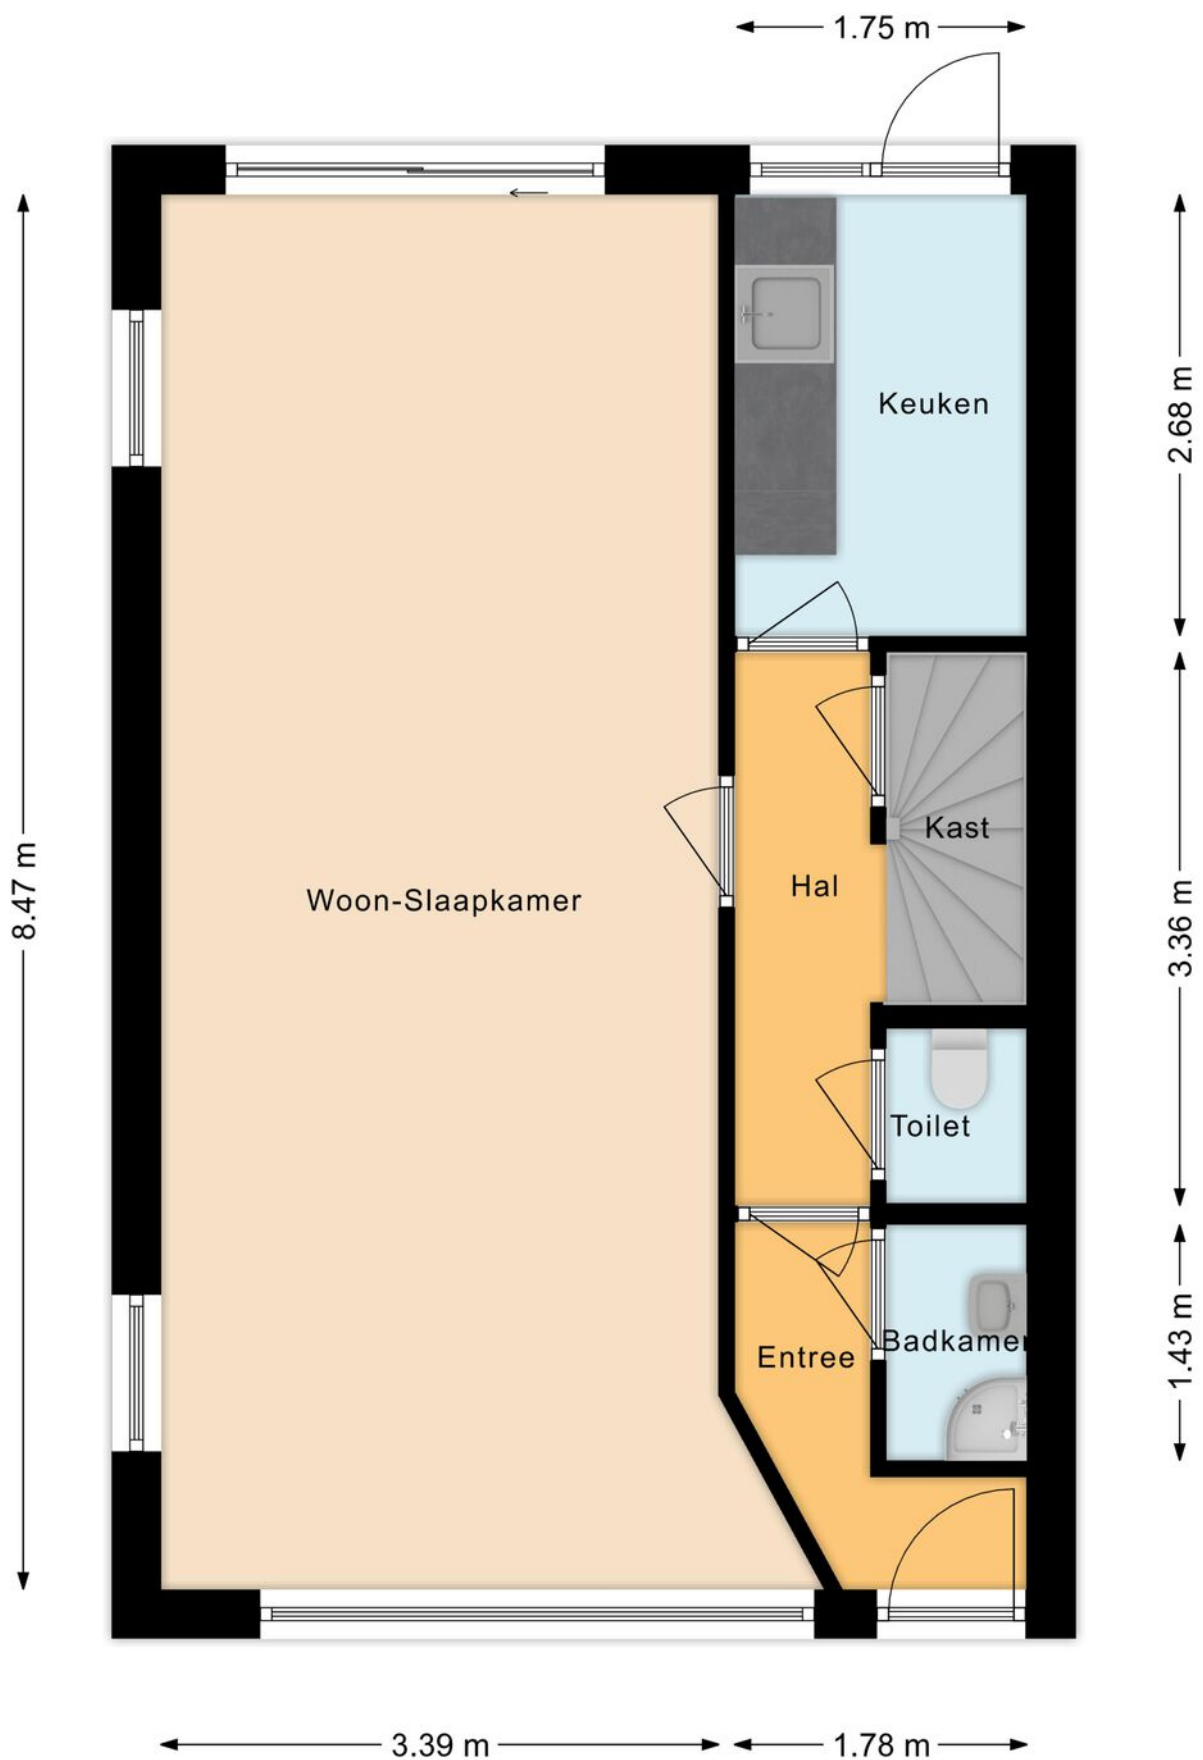 1.75 m
Keuken
2.68 m
Kast
Hal
8.47 m
Woon-Slaapkamer
3.36 m
Toilet
Badkamer
Entree
1.43 m
3.39 m
1.78 m